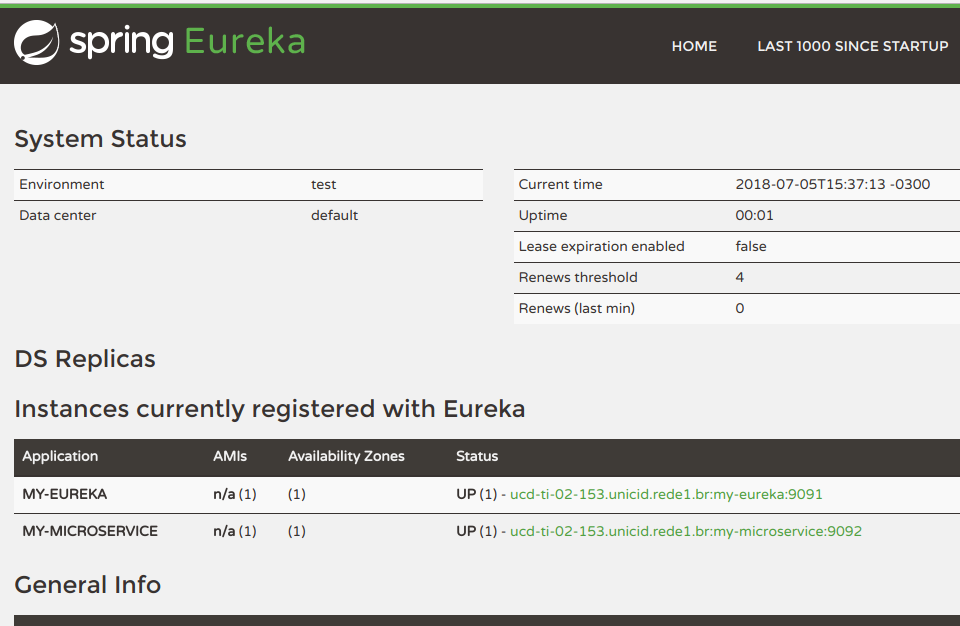 spring Eureka
HOME LAST 1000 SINCE STARTUP
System Status
Environment test
Data center default
Current time 2018-07-05T15:37:13 -0300
Uptime 00:01
Lease expiration enabled false
Renews threshold 4
Renews (last min) 0
DS Replicas
Instances currently registered with Eureka
Application AMIs Availability Zones Status
MY-EUREKA n/a (1) (1) UP (1) - ucd-ti-02-153.unicid.rede1.br:my-eureka:9091
MY-MICROSERVICE n/a (1) (1) UP (1) - ucd-ti-02-153.unicid.rede1.br:my-microservice:9092
General Info